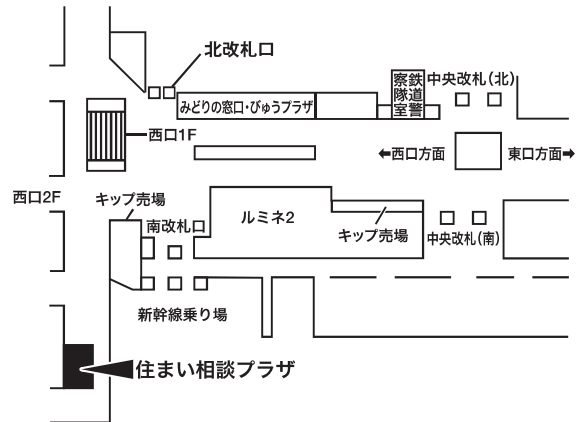 北改札口
中央改札(北)
鉄道警察隊室
みどりの窓口・びゅうプラザ
西口1F
西口方面
東口方面
西口2F
キップ売場
南改札口
ルミネ2
キップ売場
中央改札(南)
新幹線乗り場
住まい相談プラザ